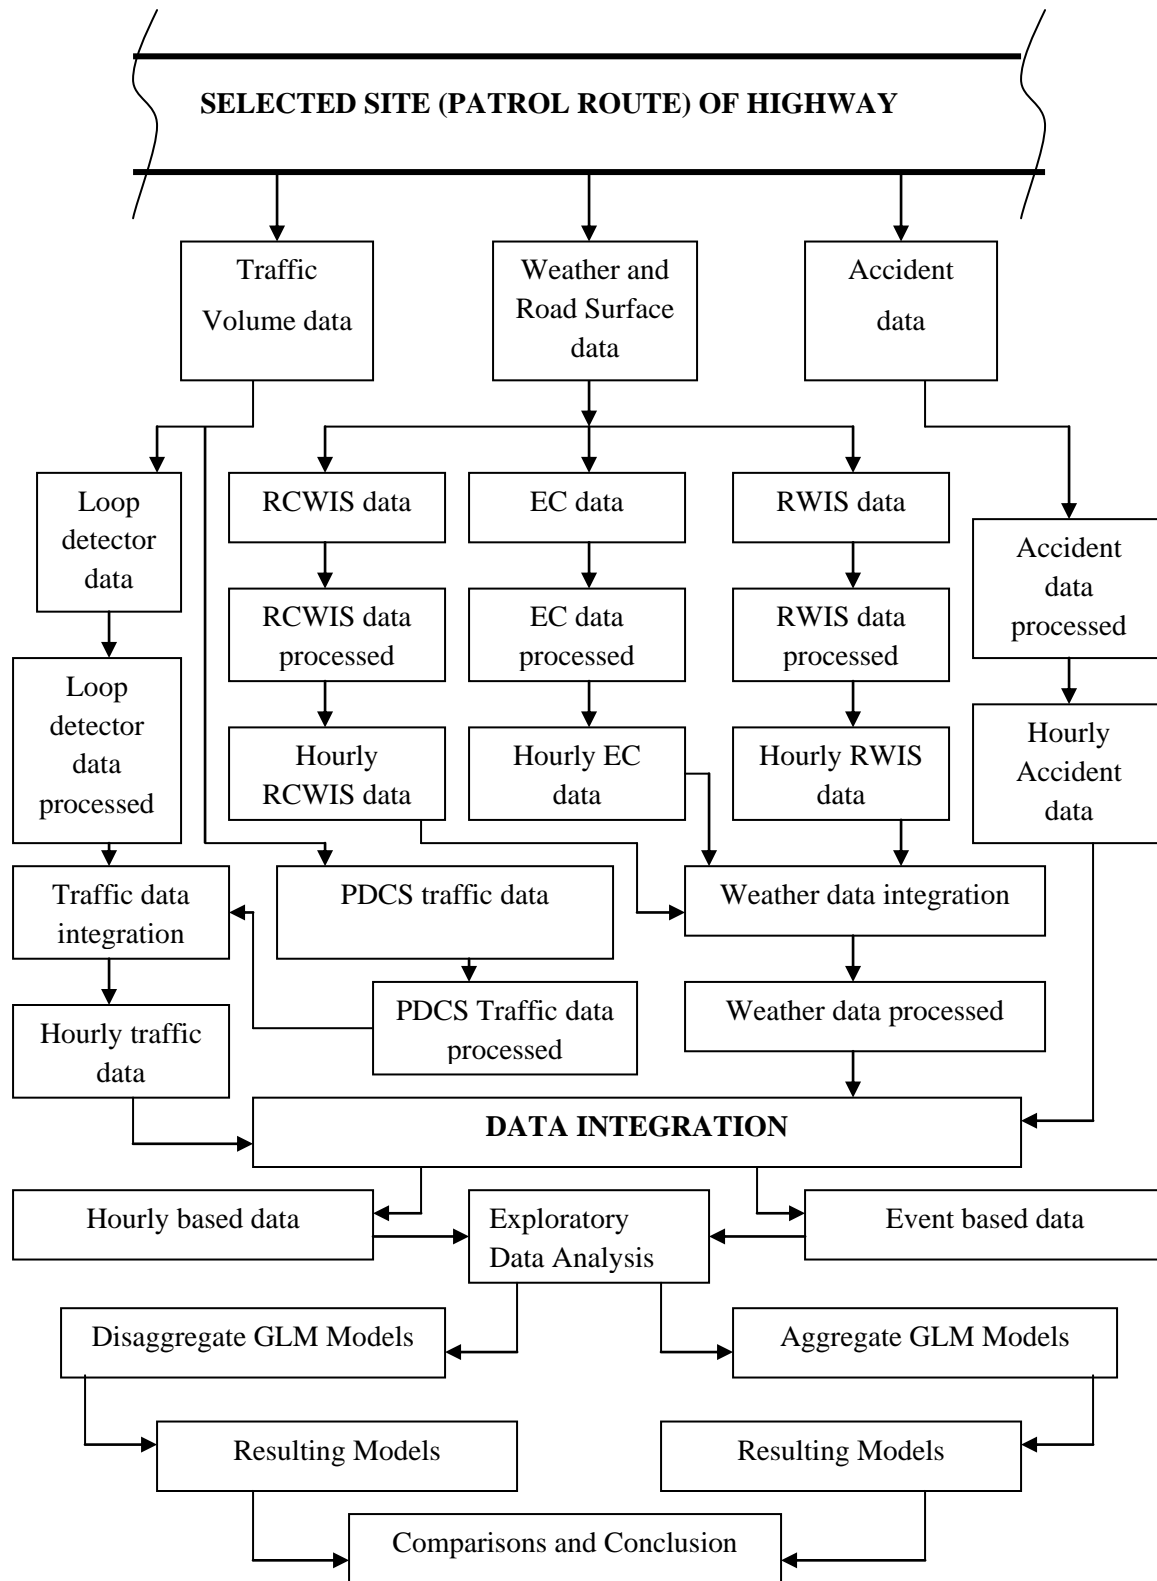 SELECTED SITE (PATROL ROUTE) OF HIGHWAY
Traffic
Volume data
Weather and
Road Surface
data
Accident
data
Loop
detector
data
RCWIS data
EC data
RWIS data
Accident
data
processed
RCWIS data
processed
EC data
processed
RWIS data
processed
Loop
detector
data
processed
Hourly
RCWIS data
Hourly EC
data
Hourly RWIS
data
Hourly
Accident
data
Traffic data
integration
PDCS traffic data
Weather data integration
PDCS Traffic data
processed
Weather data processed
Hourly traffic
data
DATA INTEGRATION
Hourly based data
Exploratory
Data Analysis
Event based data
Disaggregate GLM Models
Aggregate GLM Models
Resulting Models
Resulting Models
Comparisons and Conclusion